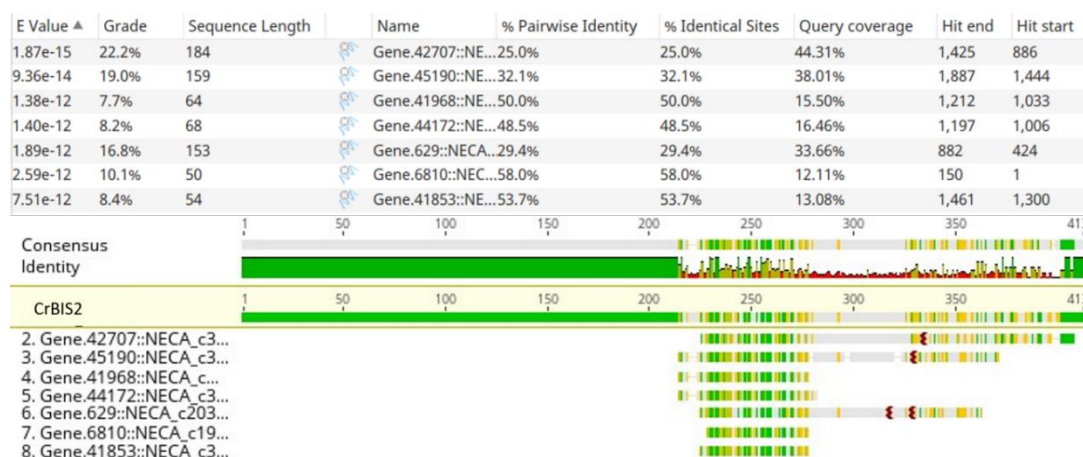 E Value Grade Sequence Length Name % Pairwise Identity % Identical Sites Query coverage Hit end Hit start
1.87e-15 22.2% 184 Gene.42707::NE... 25.0% 25.0% 44.31% 1,425 886
9.36e-14 19.0% 159 Gene.45190::NE... 32.1% 32.1% 38.01% 1,887 1,444
1.38e-12 7.7% 64 Gene.41968::NE... 50.0% 50.0% 15.50% 1,212 1,033
1.40e-12 8.2% 68 Gene.44172::NE... 48.5% 48.5% 16.46% 1,197 1,006
1.89e-12 16.8% 153 Gene.629::NECA... 29.4% 29.4% 33.66% 882 424
2.59e-12 10.1% 50 Gene.6810::NEC... 58.0% 58.0% 12.11% 150 1
7.51e-12 8.4% 54 Gene.41853::NE... 53.7% 53.7% 13.08% 1,461 1,300
1 50 100 150 200 250 300 350
Consensus
Identity
1 50 100 150 200 250 300 350
CrBIS2
2. Gene.42707::NECA_c3...
3. Gene.45190::NECA_c3...
4. Gene.41968::NECA_c...
5. Gene.44172::NECA_c3...
6. Gene.629::NECA_c203...
7. Gene.6810::NECA_c19...
8. Gene.41853::NECA_c3...